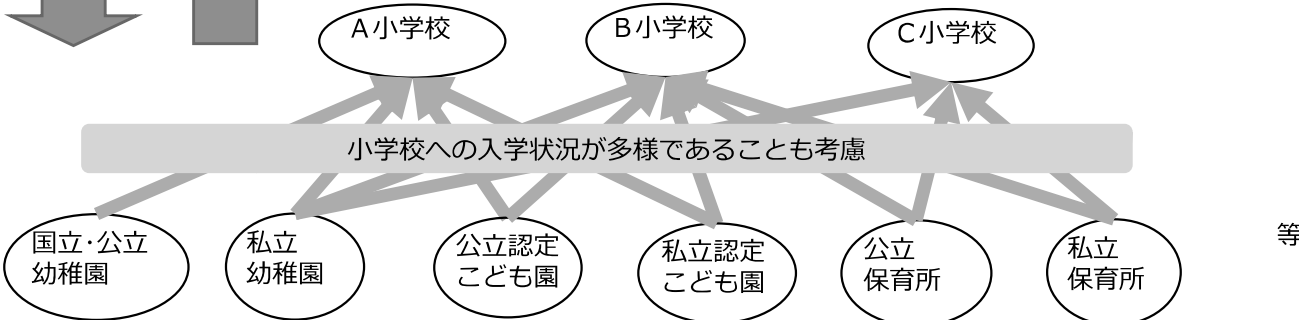 A小学校
B小学校
C小学校
小学校への入学状況が多様であることも考慮
国立・公立
幼稚園
私立
幼稚園
公立認定
こども園
私立認定
こども園
公立
保育所
私立
保育所
等